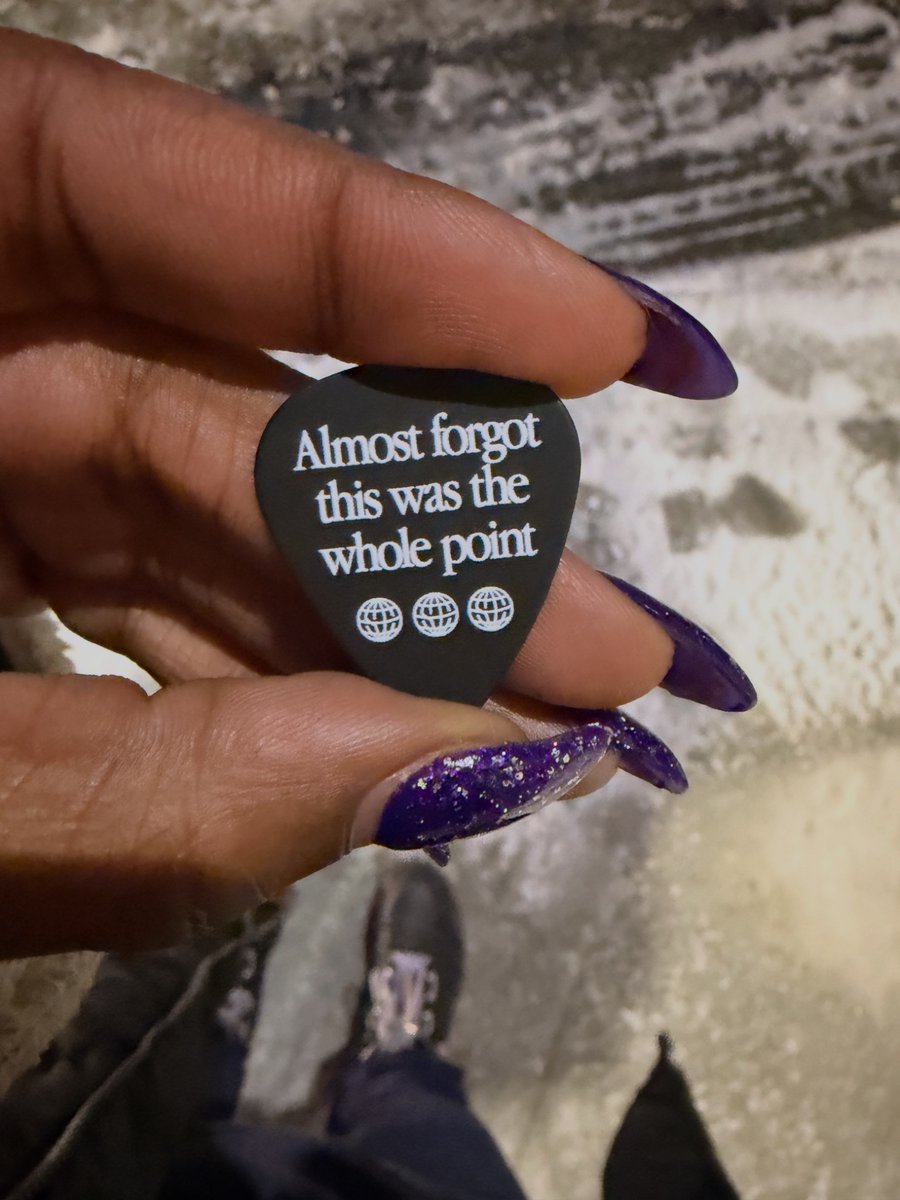 Almost forgot
this was the
whole point